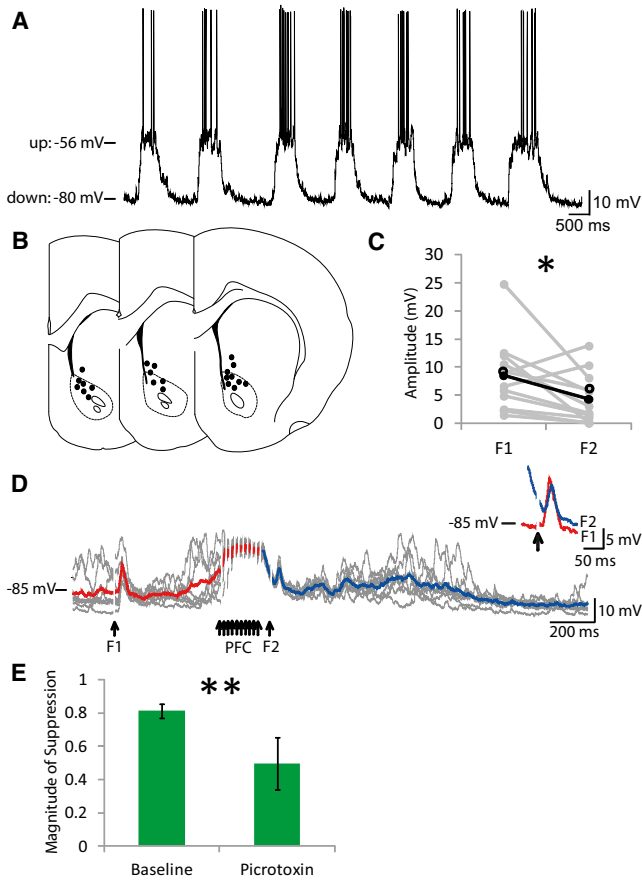 A
up: -56 mV
down: -80 mV
10 mV
500 ms
B
C
*
Amplitude (mV)
30
25
20
15
10
5
0
F1
F2
D
-85 mV
F2
F1
5 mV
50 ms
-85 mV
10 mV
200 ms
F1
PFC
F2
E
**
Magnitude of Suppression
1
0.8
0.6
0.4
0.2
0
Baseline
Picrotoxin